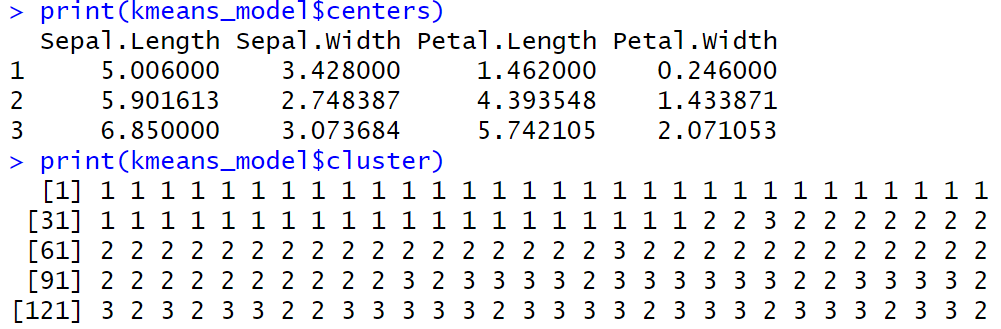 > print(kmeans_model$centers)
Sepal.Length Sepal.Width Petal.Length Petal.Width
1 5.006000 3.428000 1.462000 0.246000
2 5.901613 2.748387 4.393548 1.433871
3 6.850000 3.073684 5.742105 2.071053
> print(kmeans_model$cluster)
[1] 1 1 1 1 1 1 1 1 1 1 1 1 1 1 1 1 1 1 1 1 1 1 1 1 1 1 1 1 1 1
[31] 1 1 1 1 1 1 1 1 1 1 1 1 1 1 1 1 1 1 1 1 2 2 3 2 2 2 2 2 2 2
[61] 2 2 2 2 2 2 2 2 2 2 2 2 2 2 2 2 2 3 2 2 2 2 2 2 2 2 2 2 2 2
[91] 2 2 2 2 2 2 2 2 2 2 3 2 3 3 3 3 2 3 3 3 3 3 3 2 2 3 3 3 3 2
[121] 3 2 3 2 3 3 2 2 3 3 3 3 3 2 3 3 3 3 2 3 3 3 2 3 3 3 2 3 3 2